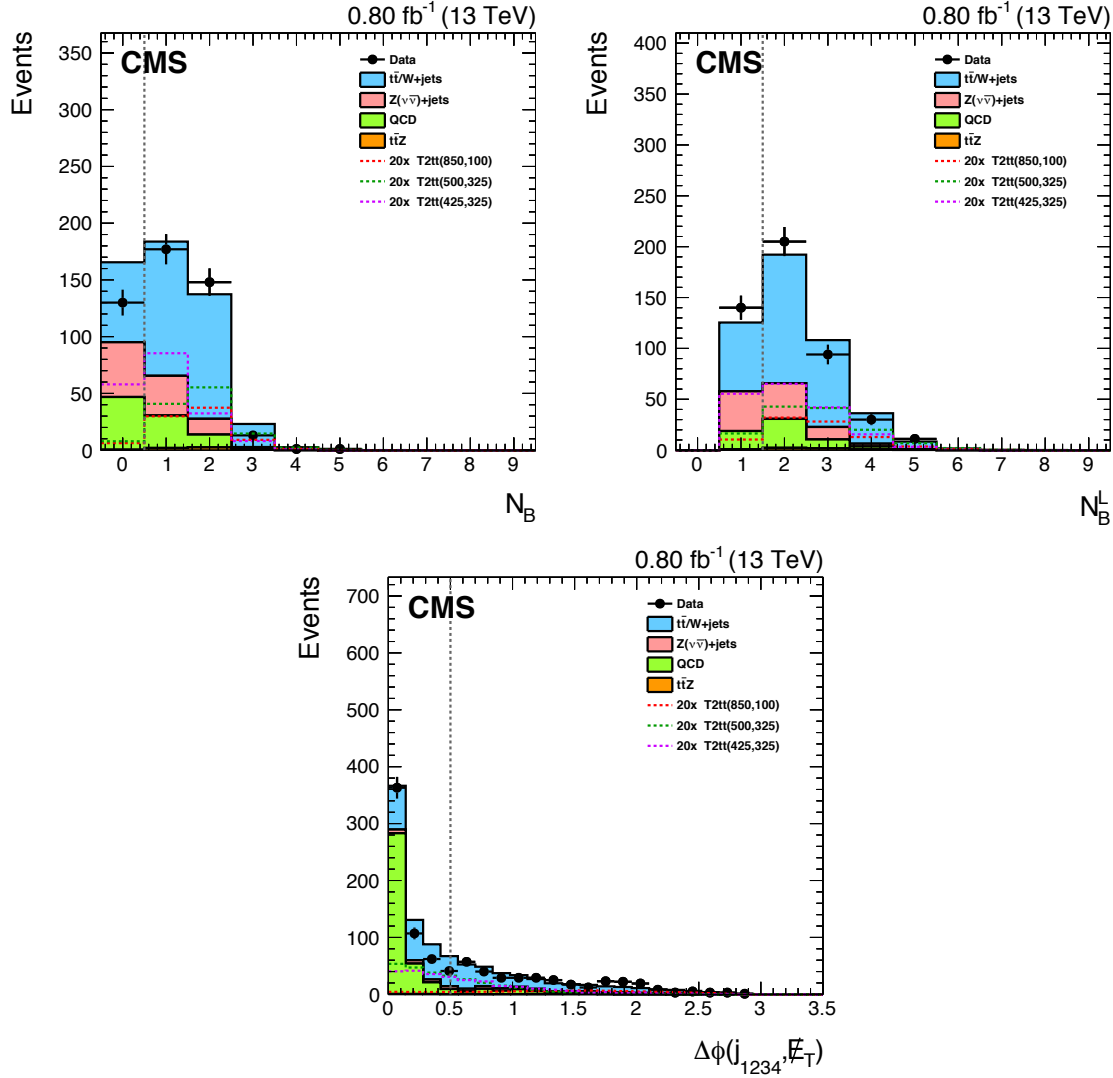 0.80 fb⁻¹ (13 TeV)
Events
350
300
250
200
150
100
50
0
CMS
Data
tt̄/W+jets
Z(νν̄)+jets
QCD
tt̄Z
20x T2tt(850,100)
20x T2tt(500,325)
20x T2tt(425,325)
0 1 2 3 4 5 6 7 8 9
N_B
0.80 fb⁻¹ (13 TeV)
Events
400
350
300
250
200
150
100
50
0
CMS
Data
tt̄/W+jets
Z(νν̄)+jets
QCD
tt̄Z
20x T2tt(850,100)
20x T2tt(500,325)
20x T2tt(425,325)
0 1 2 3 4 5 6 7 8 9
N_B^L
0.80 fb⁻¹ (13 TeV)
Events
700
600
500
400
300
200
100
0
CMS
Data
tt̄/W+jets
Z(νν̄)+jets
QCD
tt̄Z
20x T2tt(850,100)
20x T2tt(500,325)
20x T2tt(425,325)
0 0.5 1 1.5 2 2.5 3 3.5
Δϕ(j_1234,E̸_T)